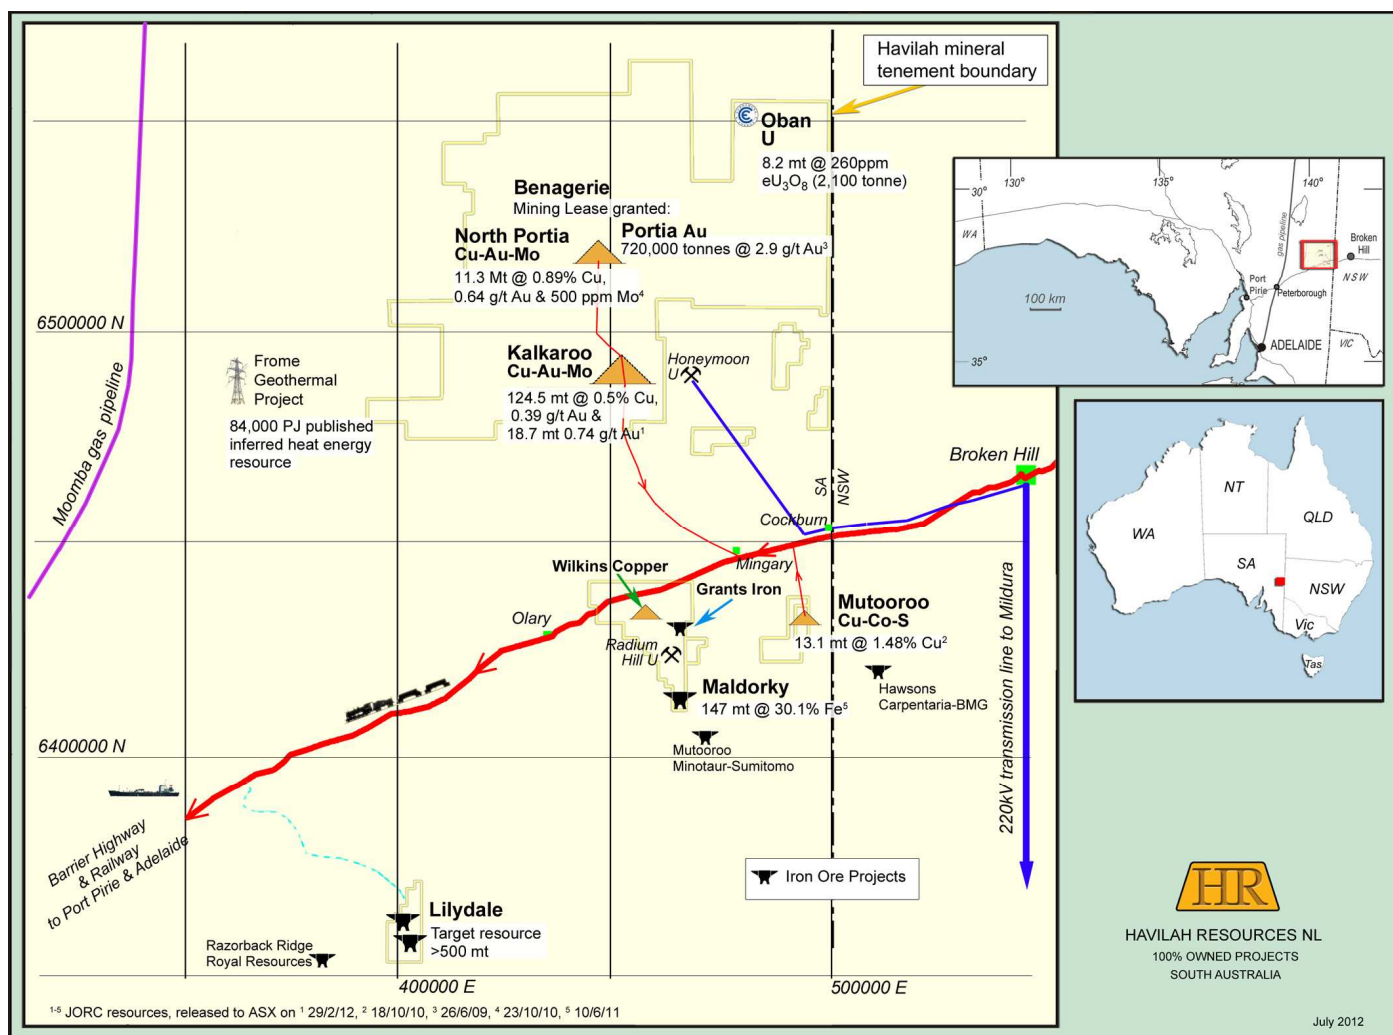 Havilah mineral
tenement boundary
Oban
U
8.2 mt @ 260ppm
eU₃O₈ (2,100 tonne)
Benagerie
Mining Lease granted:
North Portia
Cu-Au-Mo
11.3 Mt @ 0.89% Cu,
0.64 g/t Au & 500 ppm Mo⁴
Portia Au
720,000 tonnes @ 2.9 g/t Au³
6500000 N
Frome
Geothermal
Project
84,000 PJ published
inferred heat energy
resource
Moomba gas pipeline
Kalkaroo
Cu-Au-Mo
124.5 mt @ 0.5% Cu,
0.39 g/t Au &
18.7 mt 0.74 g/t Au¹
Honeymoon
U
SA
NSW
Broken Hill
Cockburn
Mingary
Wilkins Copper
Grants Iron
Olary
Radium
Hill U
Mutooroo
Cu-Co-S
13.1 mt @ 1.48% Cu²
Hawsons
Carpentaria-BMG
Maldorky
147 mt @ 30.1% Fe⁵
Mutooroo
Minotaur-Sumitomo
220kV transmission line to Mildura
6400000 N
Barrier Highway
& Railway
to Port Pirie & Adelaide
Iron Ore Projects
Lilydale
Target resource
>500 mt
Razorback Ridge
Royal Resources
400000 E
500000 E
¹⁻⁵ JORC resources, released to ASX on ¹ 29/2/12, ² 18/10/10, ³ 26/6/09, ⁴ 23/10/10, ⁵ 10/6/11
130°
135°
140°
30°
35°
WA
gas pipeline
Broken
Hill
NSW
Port
Pirie
Peterborough
100 km
ADELAIDE
VIC
NT
QLD
WA
SA
NSW
Vic
Tas
HR
HAVILAH RESOURCES NL
100% OWNED PROJECTS
SOUTH AUSTRALIA
July 2012